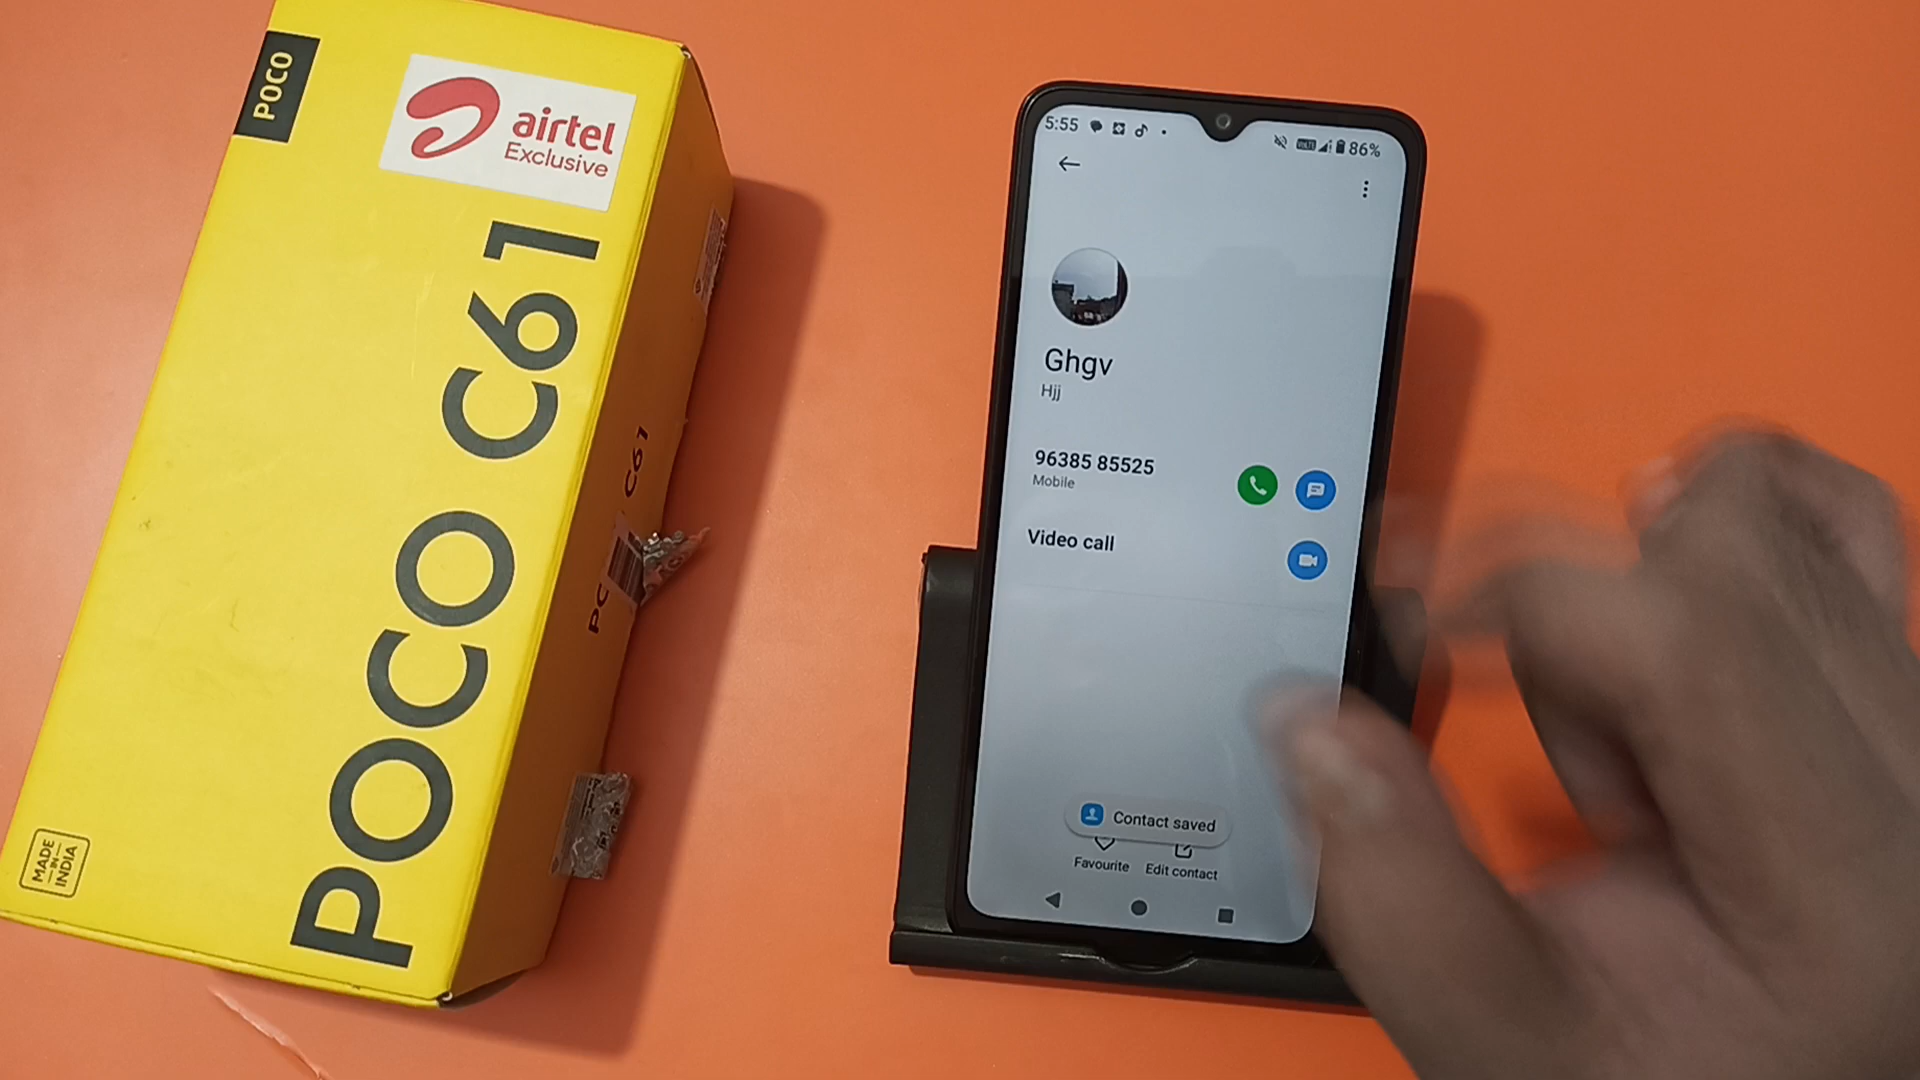 POCO
airtel
Exclusive
POCO C61
MADE
IN
INDIA
C61
5:55
86%
Ghgv
Hjj
96385 85525
Mobile
Video call
Contact saved
Favourite
Edit contact